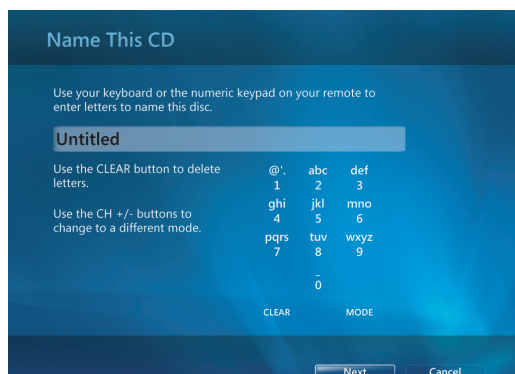 Name This CD
Use your keyboard or the numeric keypad on your remote to
enter letters to name this disc.
Untitled
Use the CLEAR button to delete
letters.
Use the CH +/- buttons to
change to a different mode.
@'. abc def
1 2 3
ghi jkl mno
4 5 6
pqrs tuv wxyz
7 8 9
_
0
CLEAR MODE
Next Cancel